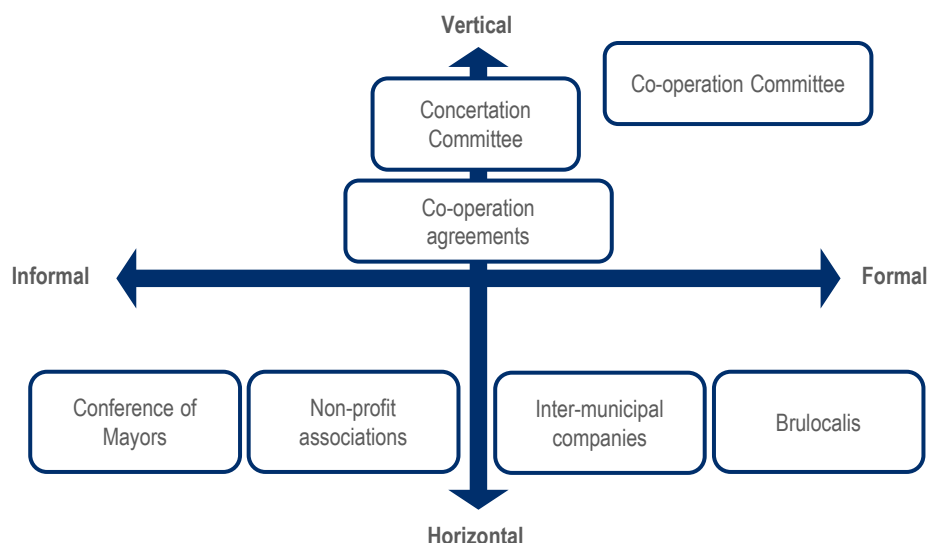 Vertical
Co-operation Committee
Concertation
Committee
Co-operation
agreements
Informal
Formal
Conference of
Mayors
Non-profit
associations
Inter-municipal
companies
Brulocalis
Horizontal